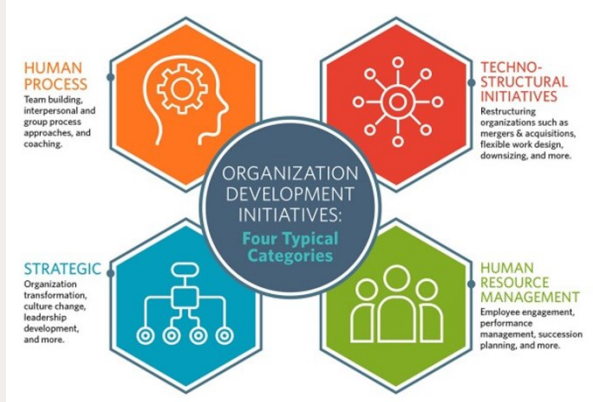 HUMAN
PROCESS
Team building,
interpersonal and
group process
approaches, and
coaching.
TECHNO-
STRUCTURAL
INITIATIVES
Restructuring
organizations such as
mergers & acquisitions,
flexible work design,
downsizing, and more.
ORGANIZATION
DEVELOPMENT
INITIATIVES:
Four Typical
Categories
STRATEGIC
Organization
transformation,
culture change,
leadership
development,
and more.
HUMAN
RESOURCE
MANAGEMENT
Employee engagement,
performance
management, succession
planning, and more.